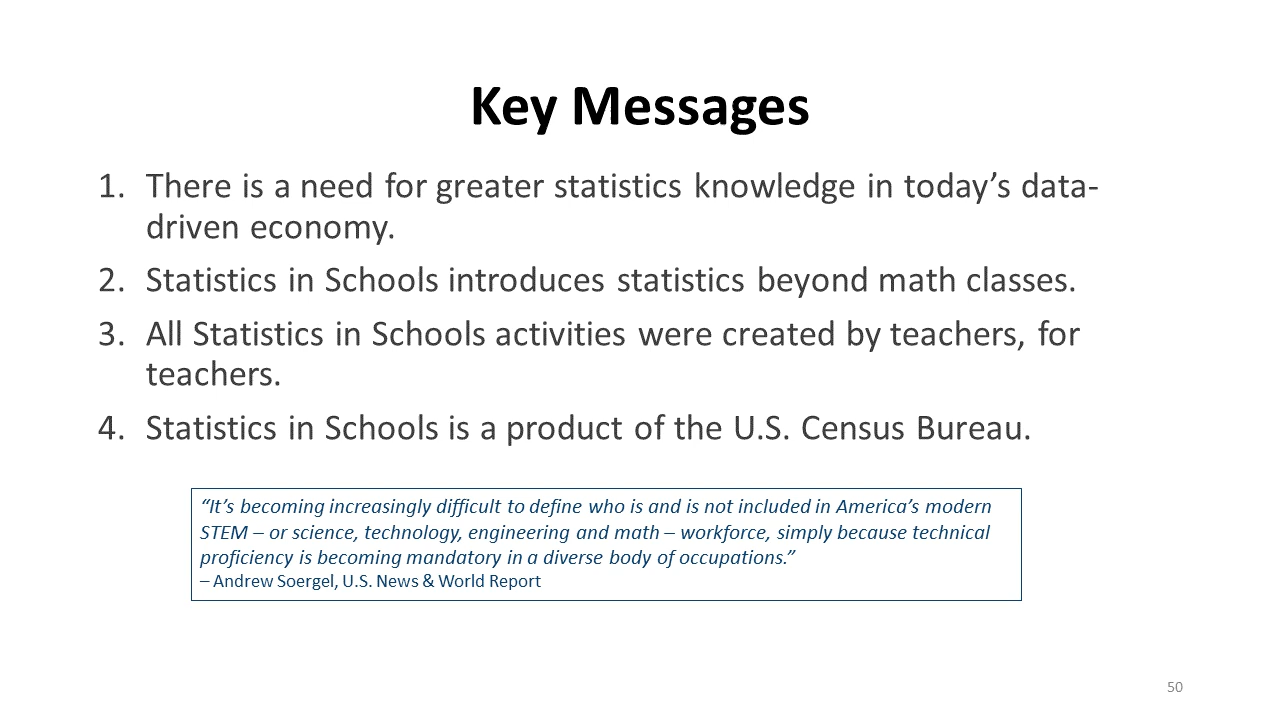 Key Messages
1. There is a need for greater statistics knowledge in today’s data-
driven economy.
2. Statistics in Schools introduces statistics beyond math classes.
3. All Statistics in Schools activities were created by teachers, for
teachers.
4. Statistics in Schools is a product of the U.S. Census Bureau.
“It’s becoming increasingly difficult to define who is and is not included in America’s modern
STEM – or science, technology, engineering and math – workforce, simply because technical
proficiency is becoming mandatory in a diverse body of occupations.”
– Andrew Soergel, U.S. News & World Report
50